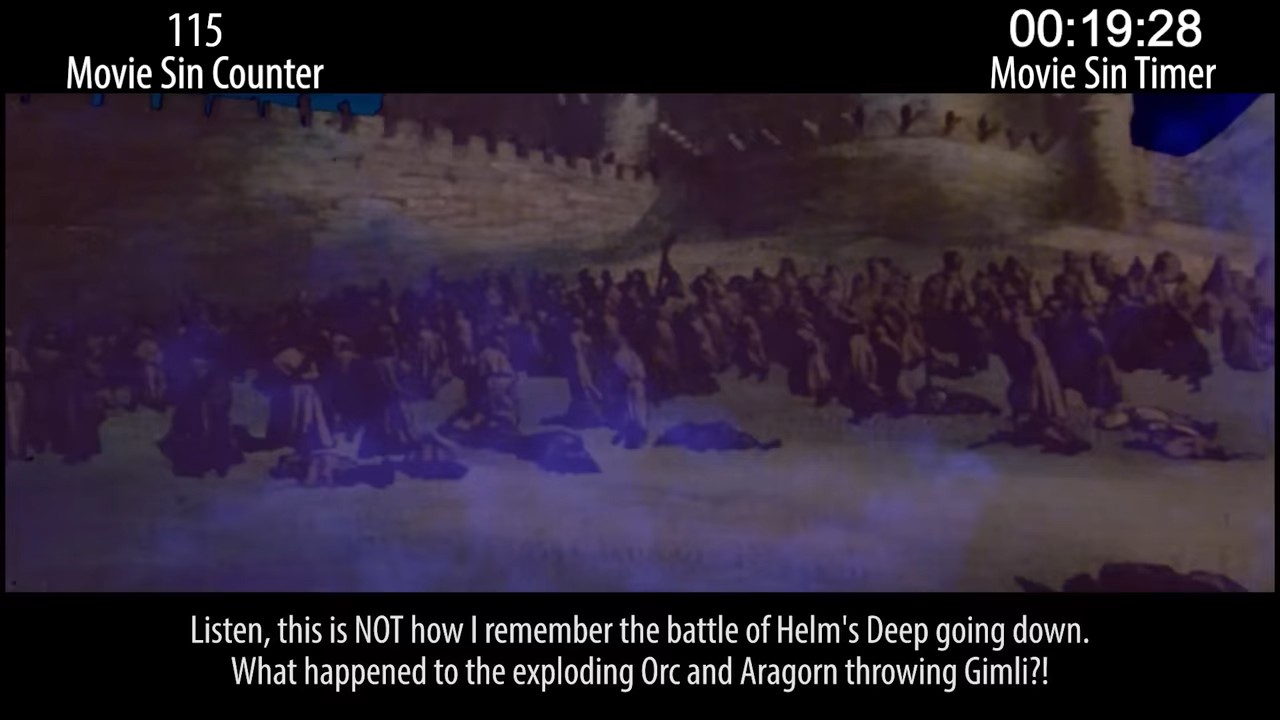 115
Movie Sin Counter
00:19:28
Movie Sin Timer
Listen, this is NOT how I remember the battle of Helm's Deep going down.
What happened to the exploding Orc and Aragorn throwing Gimli?!